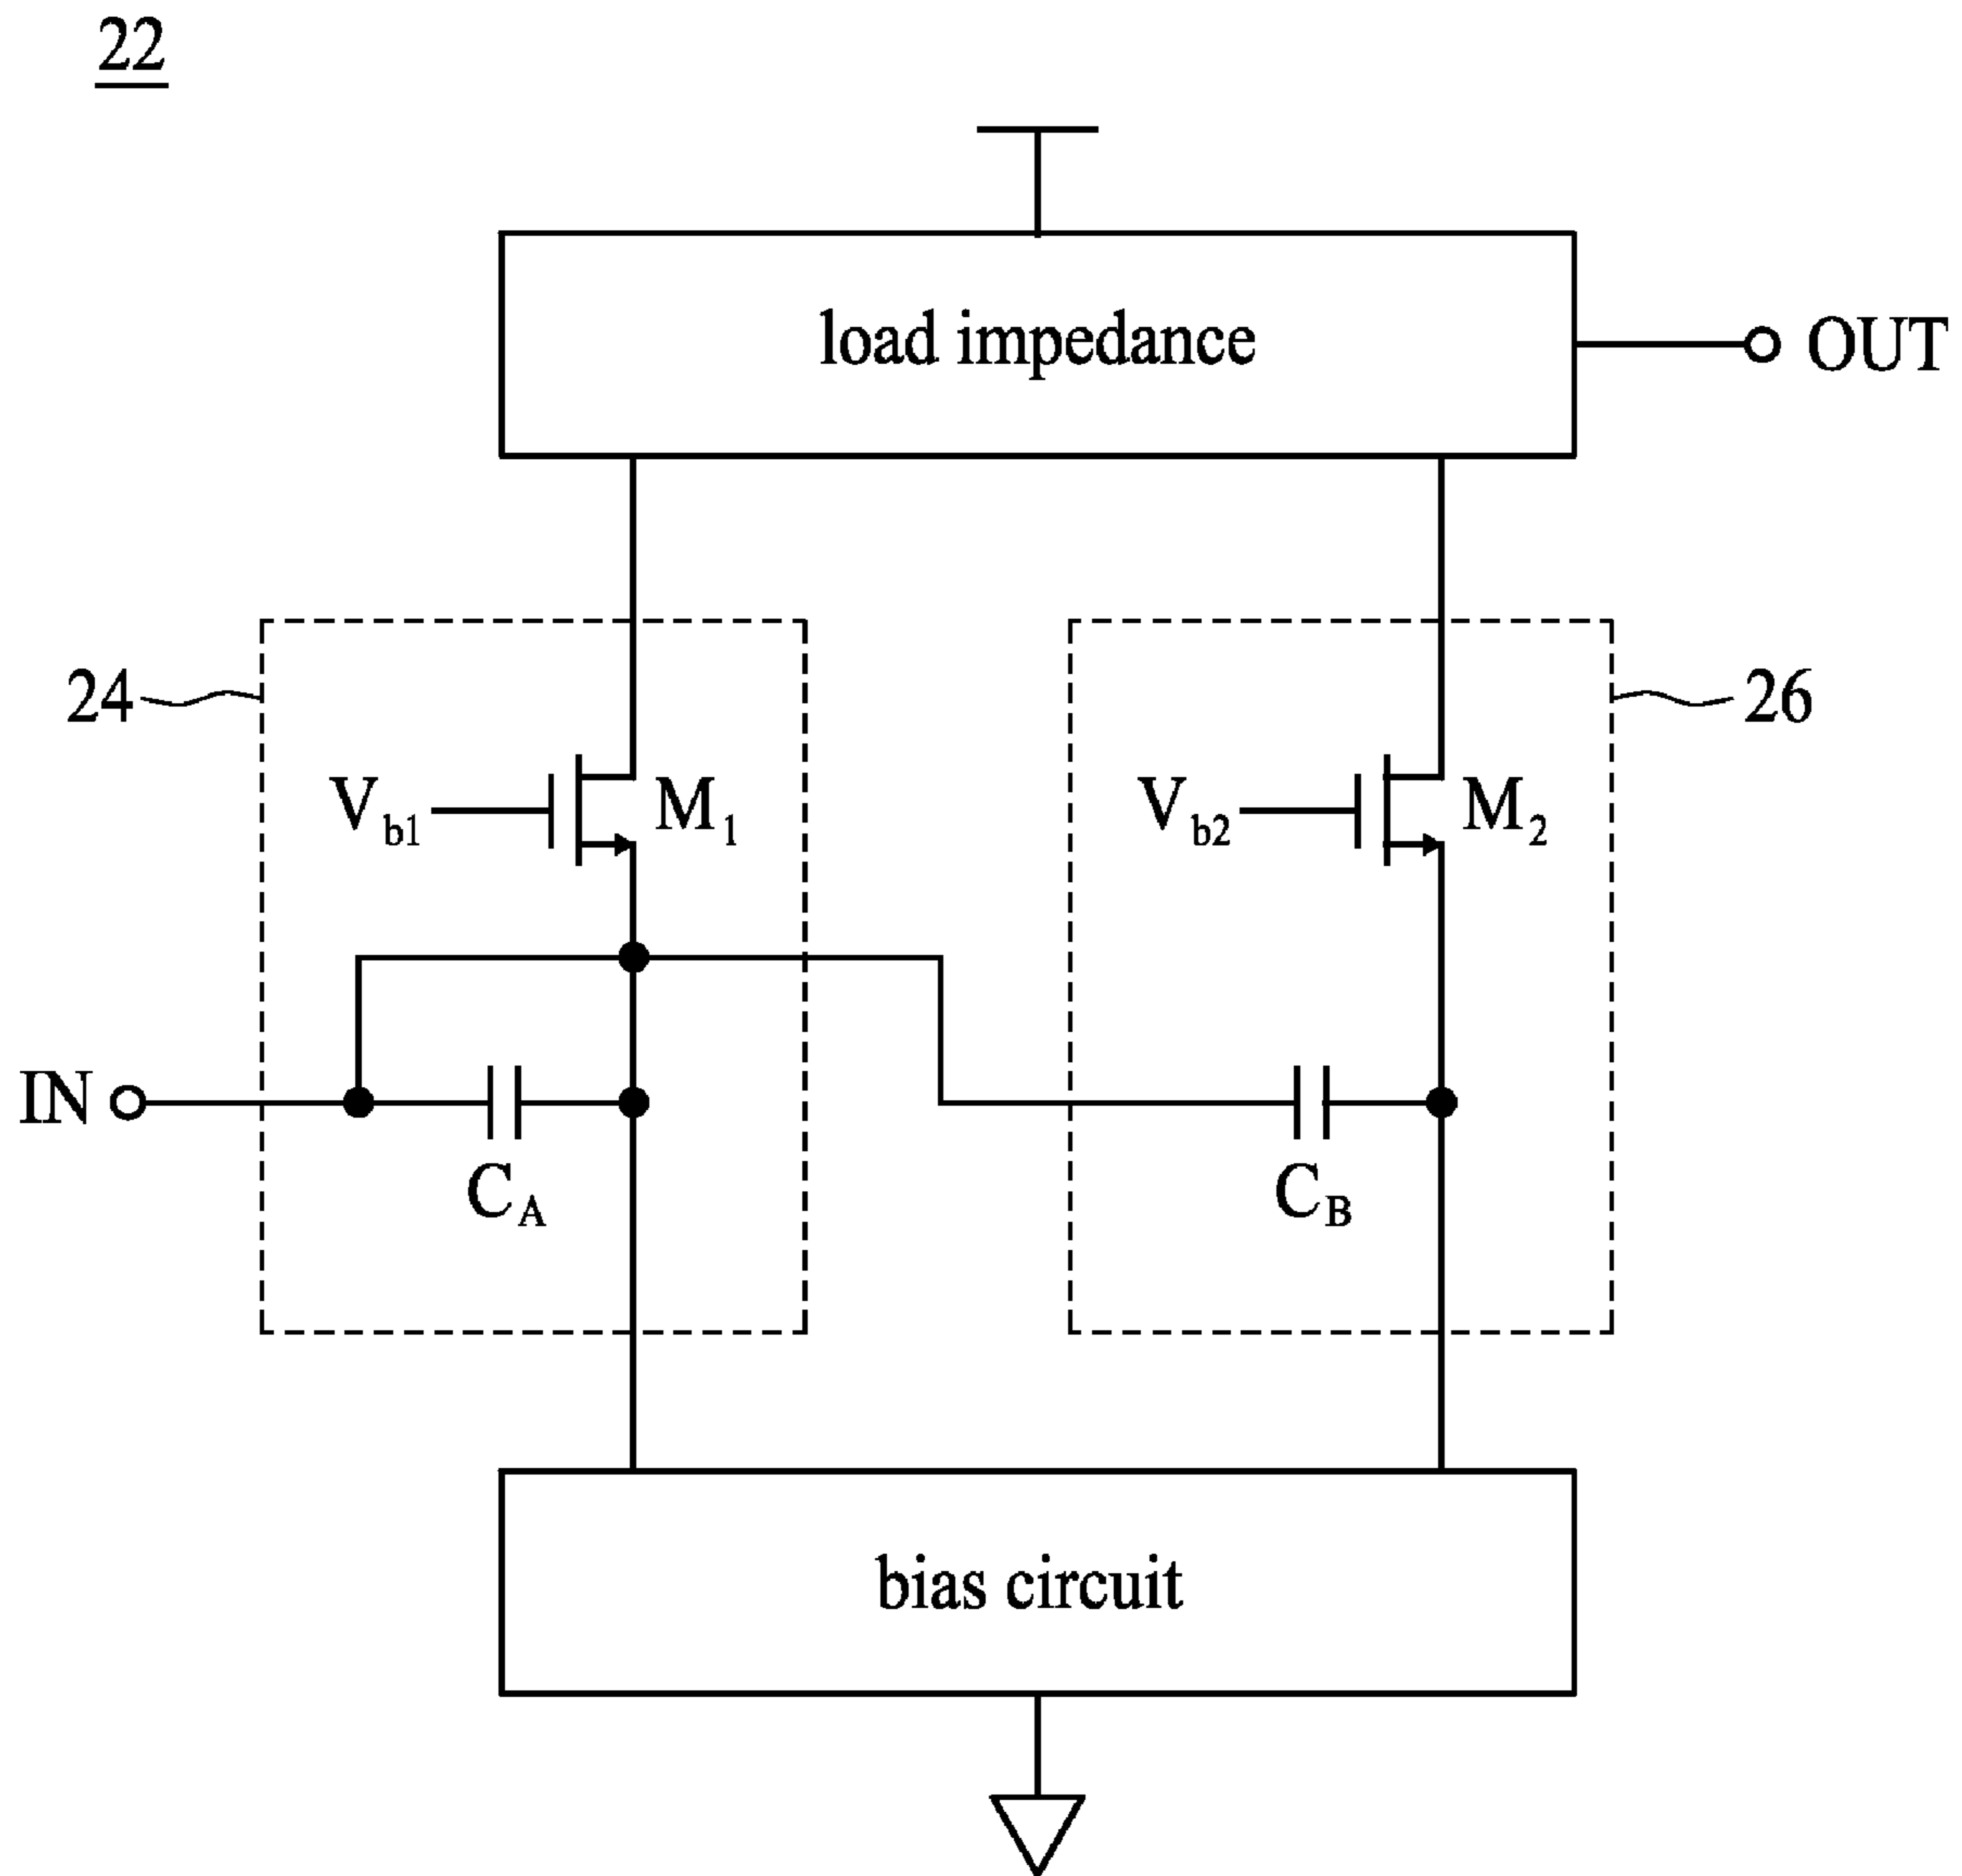 22
load impedance
OUT
24
26
Vb1
M1
Vb2
M2
IN
CA
CB
bias circuit